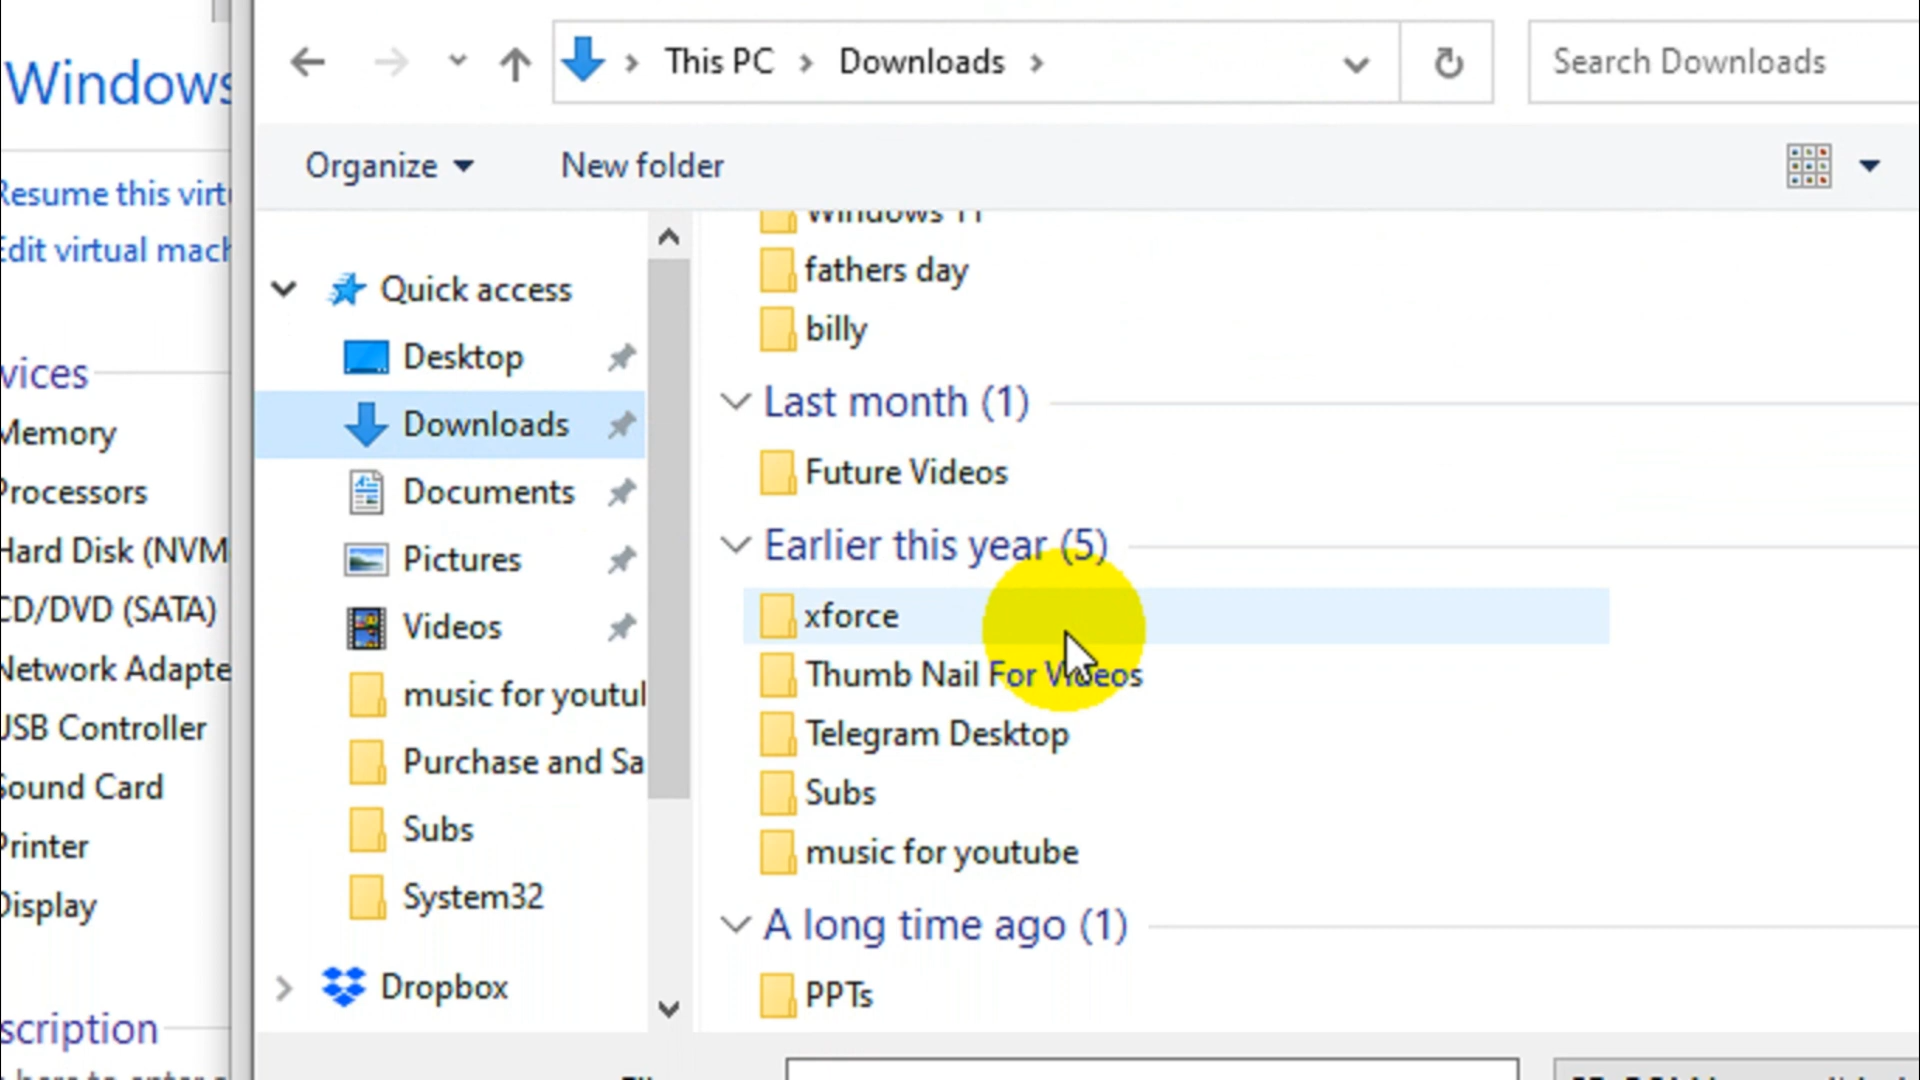 This PC > Downloads >
Search Downloads
Organize
New folder
Windows
Resume this virtu
Edit virtual mach
vices
Memory
Processors
Hard Disk (NVM
CD/DVD (SATA)
Network Adapte
USB Controller
Sound Card
Printer
Display
scription
Quick access
Desktop
Downloads
Documents
Pictures
Videos
music for youtul
Purchase and Sa
Subs
System32
Dropbox
Windows 11
fathers day
billy
Last month (1)
Future Videos
Earlier this year (5)
xforce
Thumb Nail For Videos
Telegram Desktop
Subs
music for youtube
A long time ago (1)
PPTs